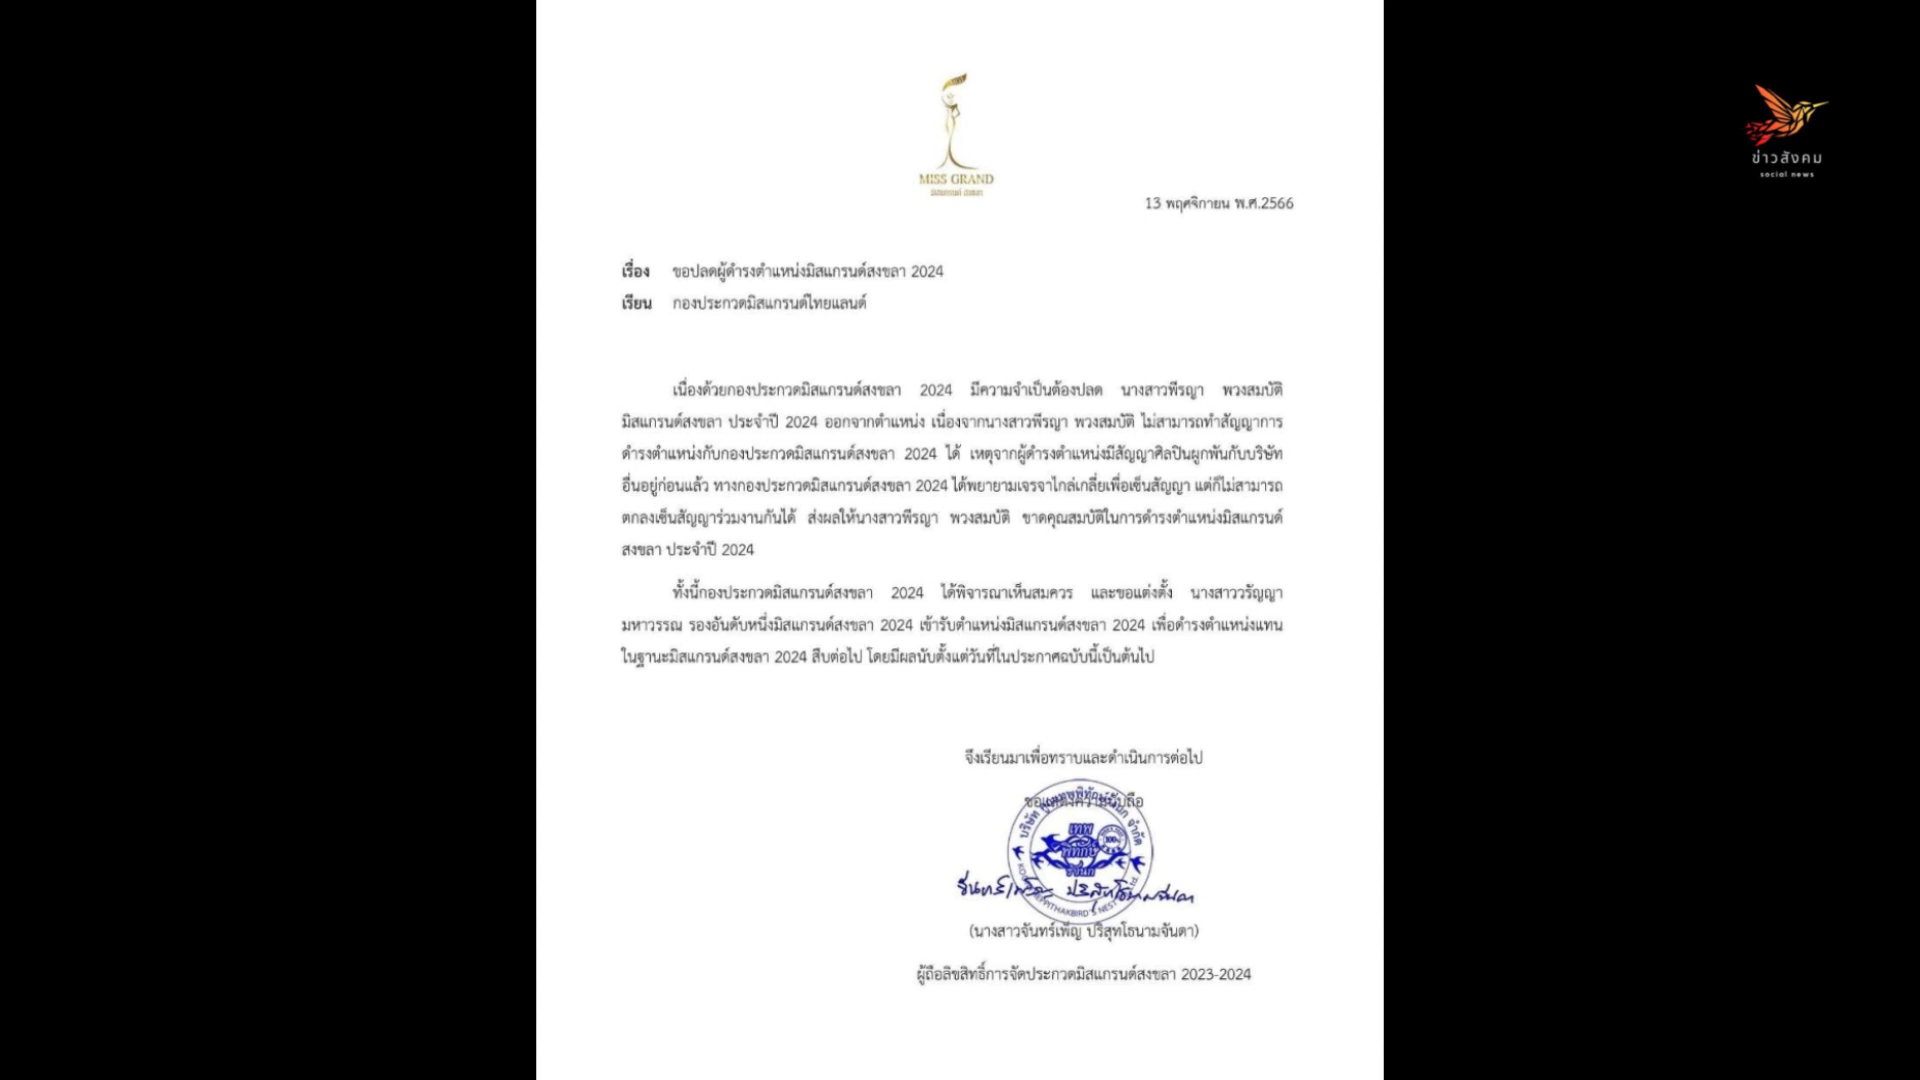 MISS GRAND
ข่าวสังคม
social news
13 พฤศจิกายน พ.ศ.2566
เรื่อง ขอปลดผู้ดำรงตำแหน่งมิสแกรนด์สงขลา 2024
เรียน กองประกวดมิสแกรนด์ไทยแลนด์
เนื่องด้วยกองประกวดมิสแกรนด์สงขลา 2024 มีความจำเป็นต้องปลด นางสาวพีรญา พวงสมบัติ
มิสแกรนด์สงขลา ประจำปี 2024 ออกจากตำแหน่ง เนื่องจากนางสาวพีรญา พวงสมบัติ ไม่สามารถทำสัญญาการ
ดำรงตำแหน่งกับกองประกวดมิสแกรนด์สงขลา 2024 ได้ เหตุจากผู้ดำรงตำแหน่งมีสัญญาศิลปินผูกพันกับบริษัท
อื่นอยู่ก่อนแล้ว ทางกองประกวดมิสแกรนด์สงขลา 2024 ได้พยายามเจรจาไกล่เกลี่ยเพื่อเซ็นสัญญา แต่ก็ไม่สามารถ
ตกลงเซ็นสัญญาร่วมงานกันได้ ส่งผลให้นางสาวพีรญา พวงสมบัติ ขาดคุณสมบัติในการดำรงตำแหน่งมิสแกรนด์
สงขลา ประจำปี 2024
ทั้งนี้กองประกวดมิสแกรนด์สงขลา 2024 ได้พิจารณาเห็นสมควร และขอแต่งตั้ง นางสาววรัญญา
มหาวรรณ รองอันดับหนึ่งมิสแกรนด์สงขลา 2024 เข้ารับตำแหน่งมิสแกรนด์สงขลา 2024 เพื่อดำรงตำแหน่งแทน
ในฐานะมิสแกรนด์สงขลา 2024 สืบต่อไป โดยมีผลนับตั้งแต่วันที่ในประกาศฉบับนี้เป็นต้นไป
จึงเรียนมาเพื่อทราบและดำเนินการต่อไป
ขอแสดงความนับถือ
เทพ
พิทักษ์
(นางสาวจันทร์เพ็ญ ปริสุทโธนามจันดา)
ผู้ถือลิขสิทธิ์การจัดประกวดมิสแกรนด์สงขลา 2023-2024